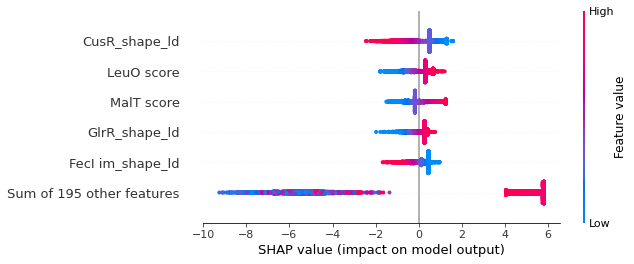 High
CusR_shape_ld
LeuO score
MalT score
GlrR_shape_ld
FecI im_shape_ld
Sum of 195 other features
Feature value
Low
−10 −8 −6 −4 −2 0 2 4 6
SHAP value (impact on model output)